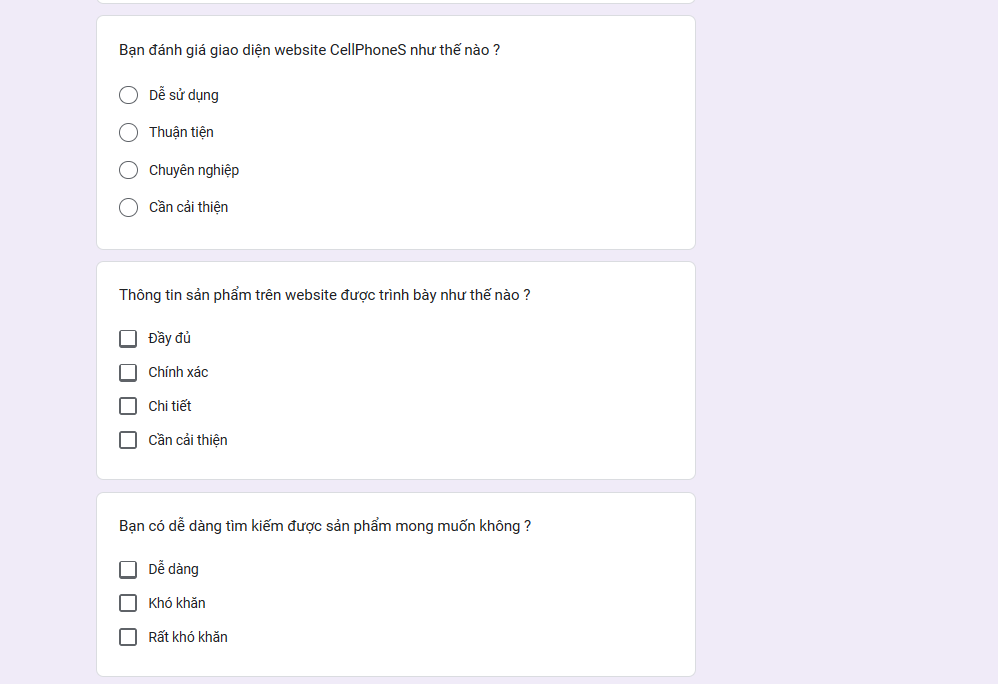 Bạn đánh giá giao diện website CellPhoneS như thế nào ?
Dễ sử dụng
Thuận tiện
Chuyên nghiệp
Cần cải thiện
Thông tin sản phẩm trên website được trình bày như thế nào ?
Đầy đủ
Chính xác
Chi tiết
Cần cải thiện
Bạn có dễ dàng tìm kiếm được sản phẩm mong muốn không ?
Dễ dàng
Khó khăn
Rất khó khăn